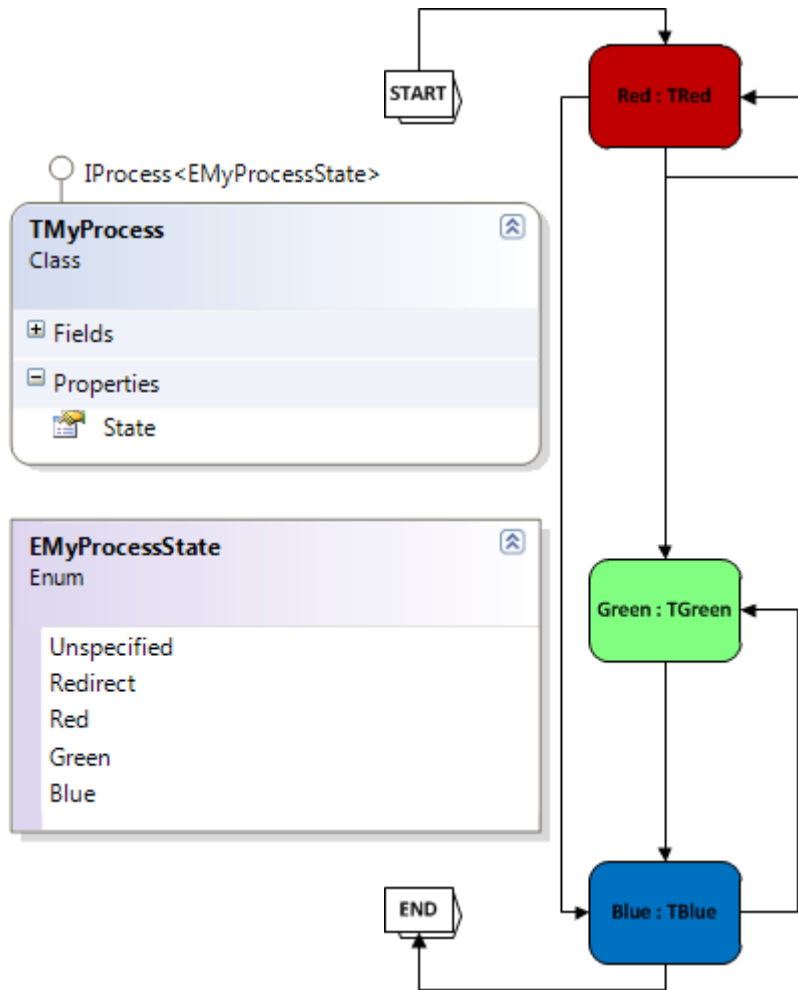 START
Red : TRed
IProcess<EMyProcessState>
TMyProcess
Class
Fields
Properties
State
EMyProcessState
Enum
Unspecified
Redirect
Red
Green
Blue
Green : TGreen
END
Blue : TBlue